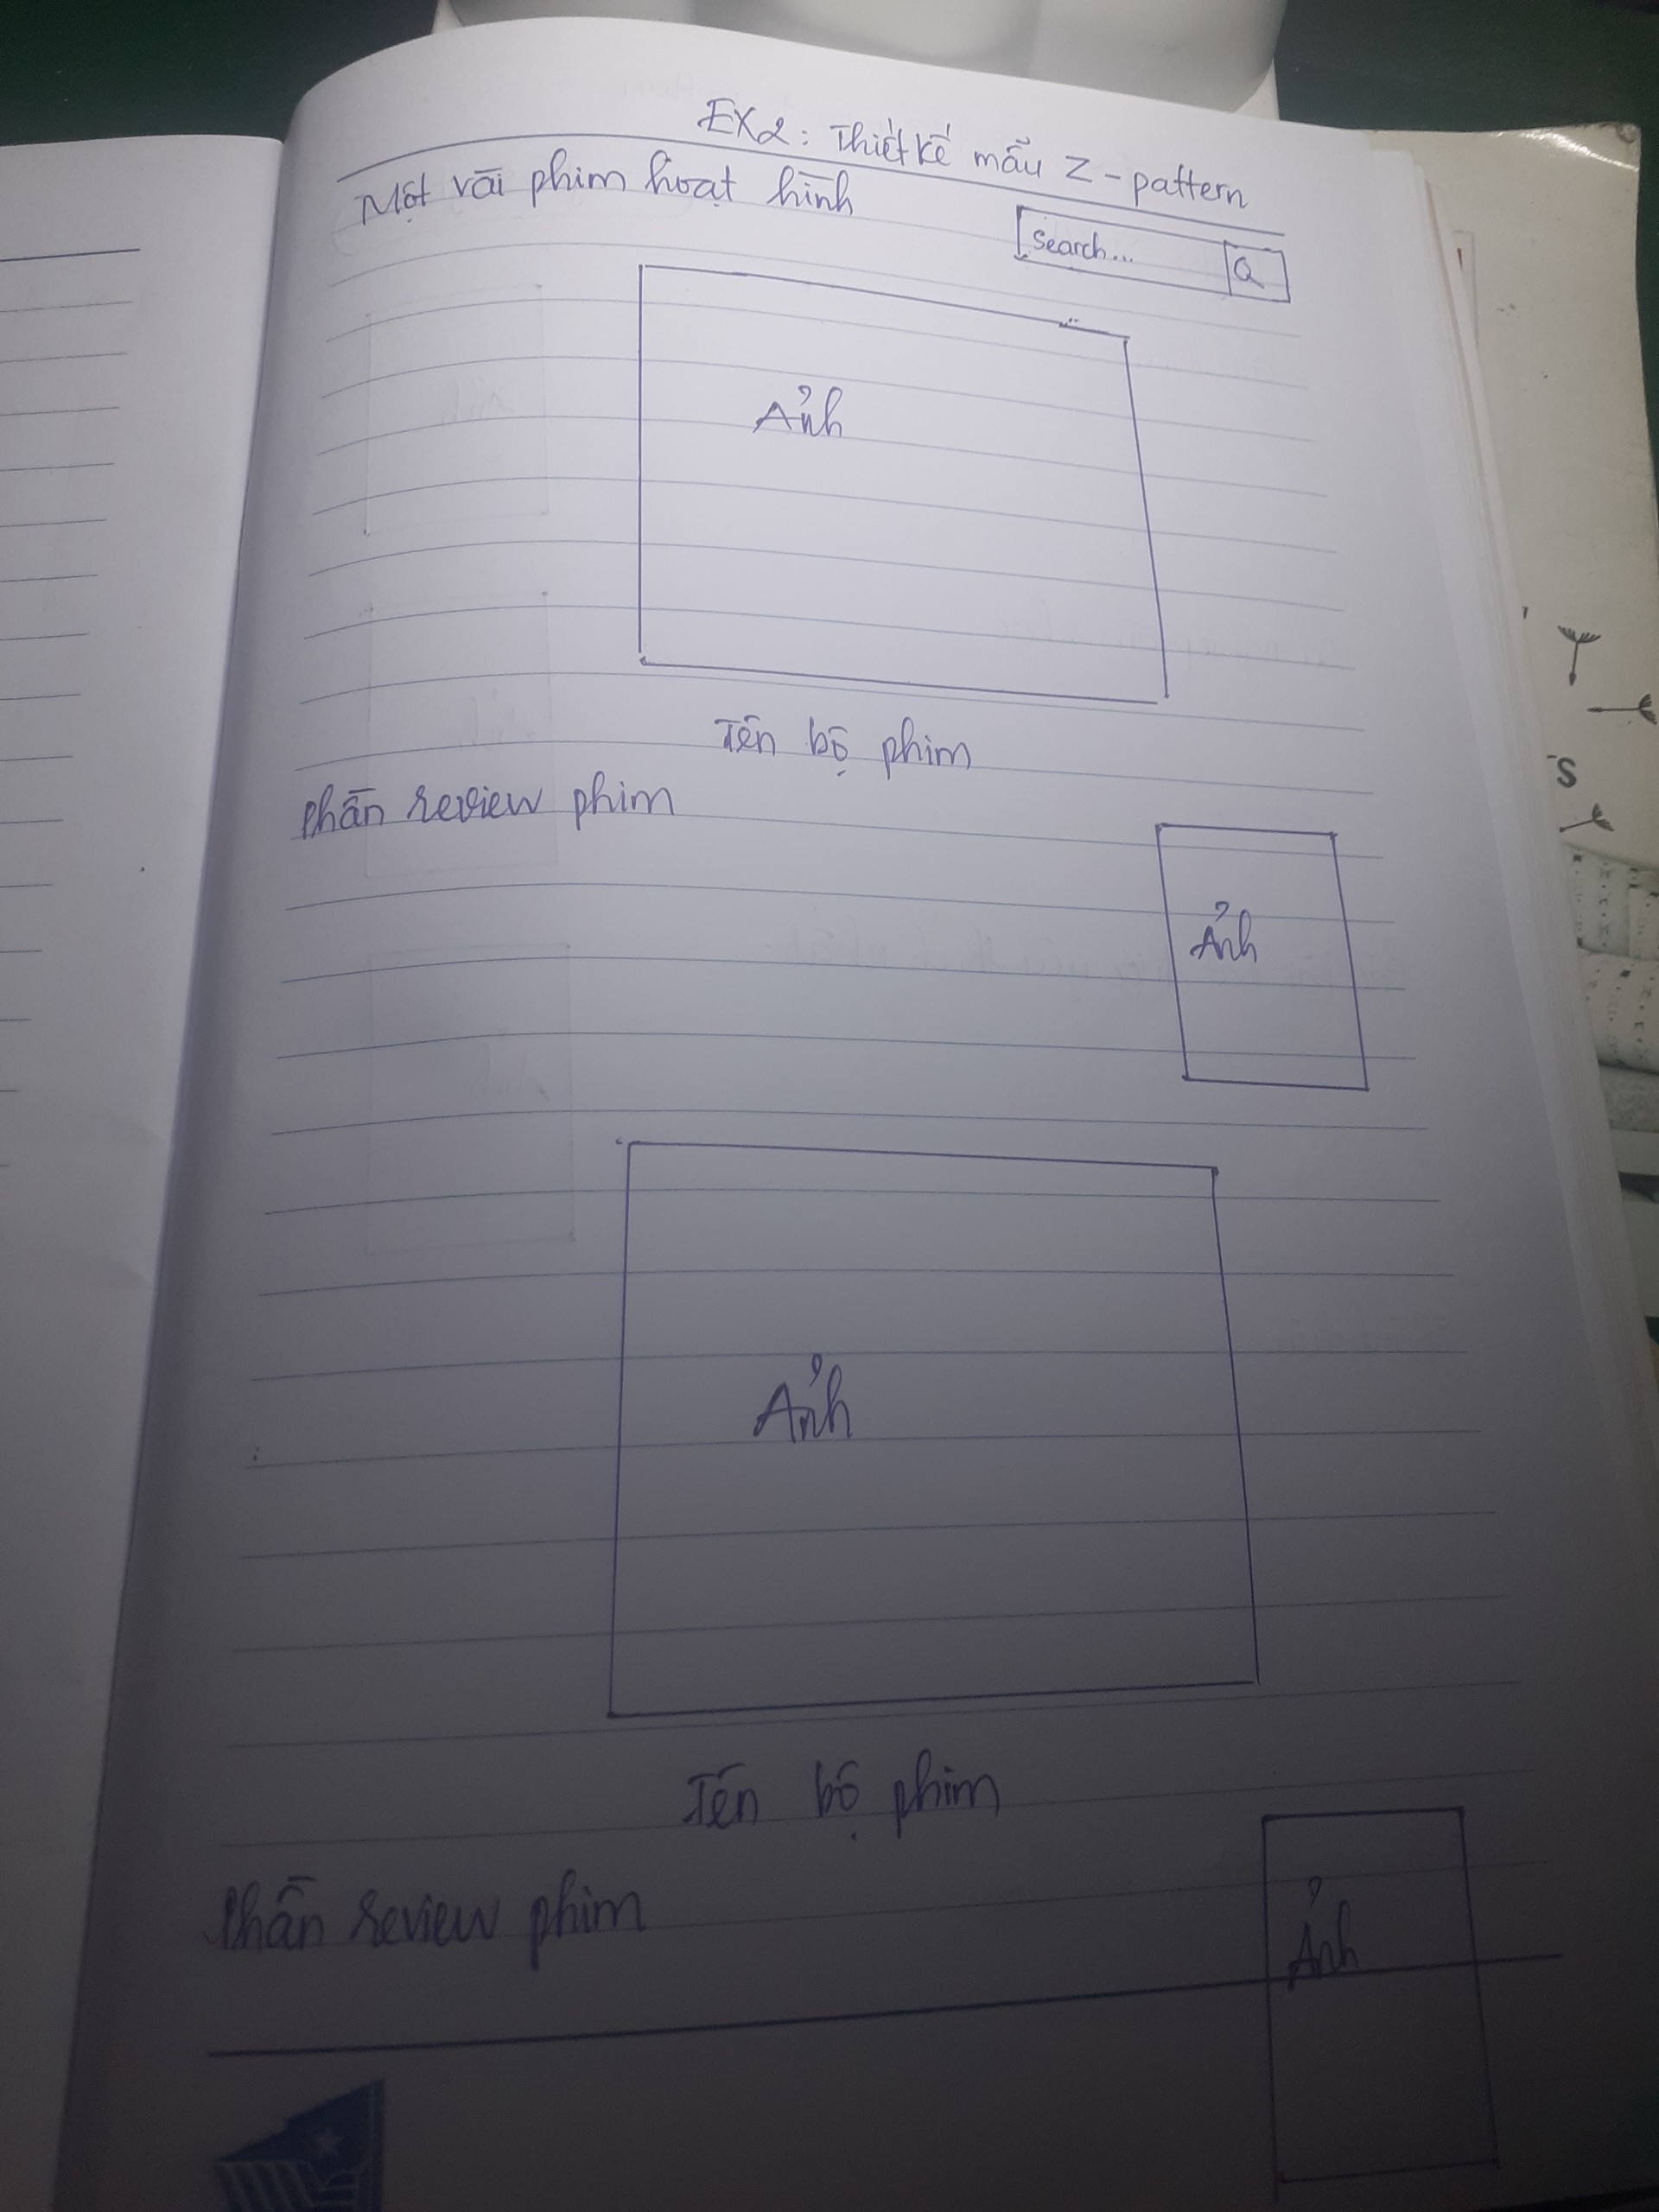 EX2: Thiết kế mẫu Z-pattern
Một vài phim hoạt hình
Search...
Ảnh
Tên bộ phim
Phần review phim
Ảnh
Ảnh
Tên bộ phim
Phần review phim
Ảnh
S